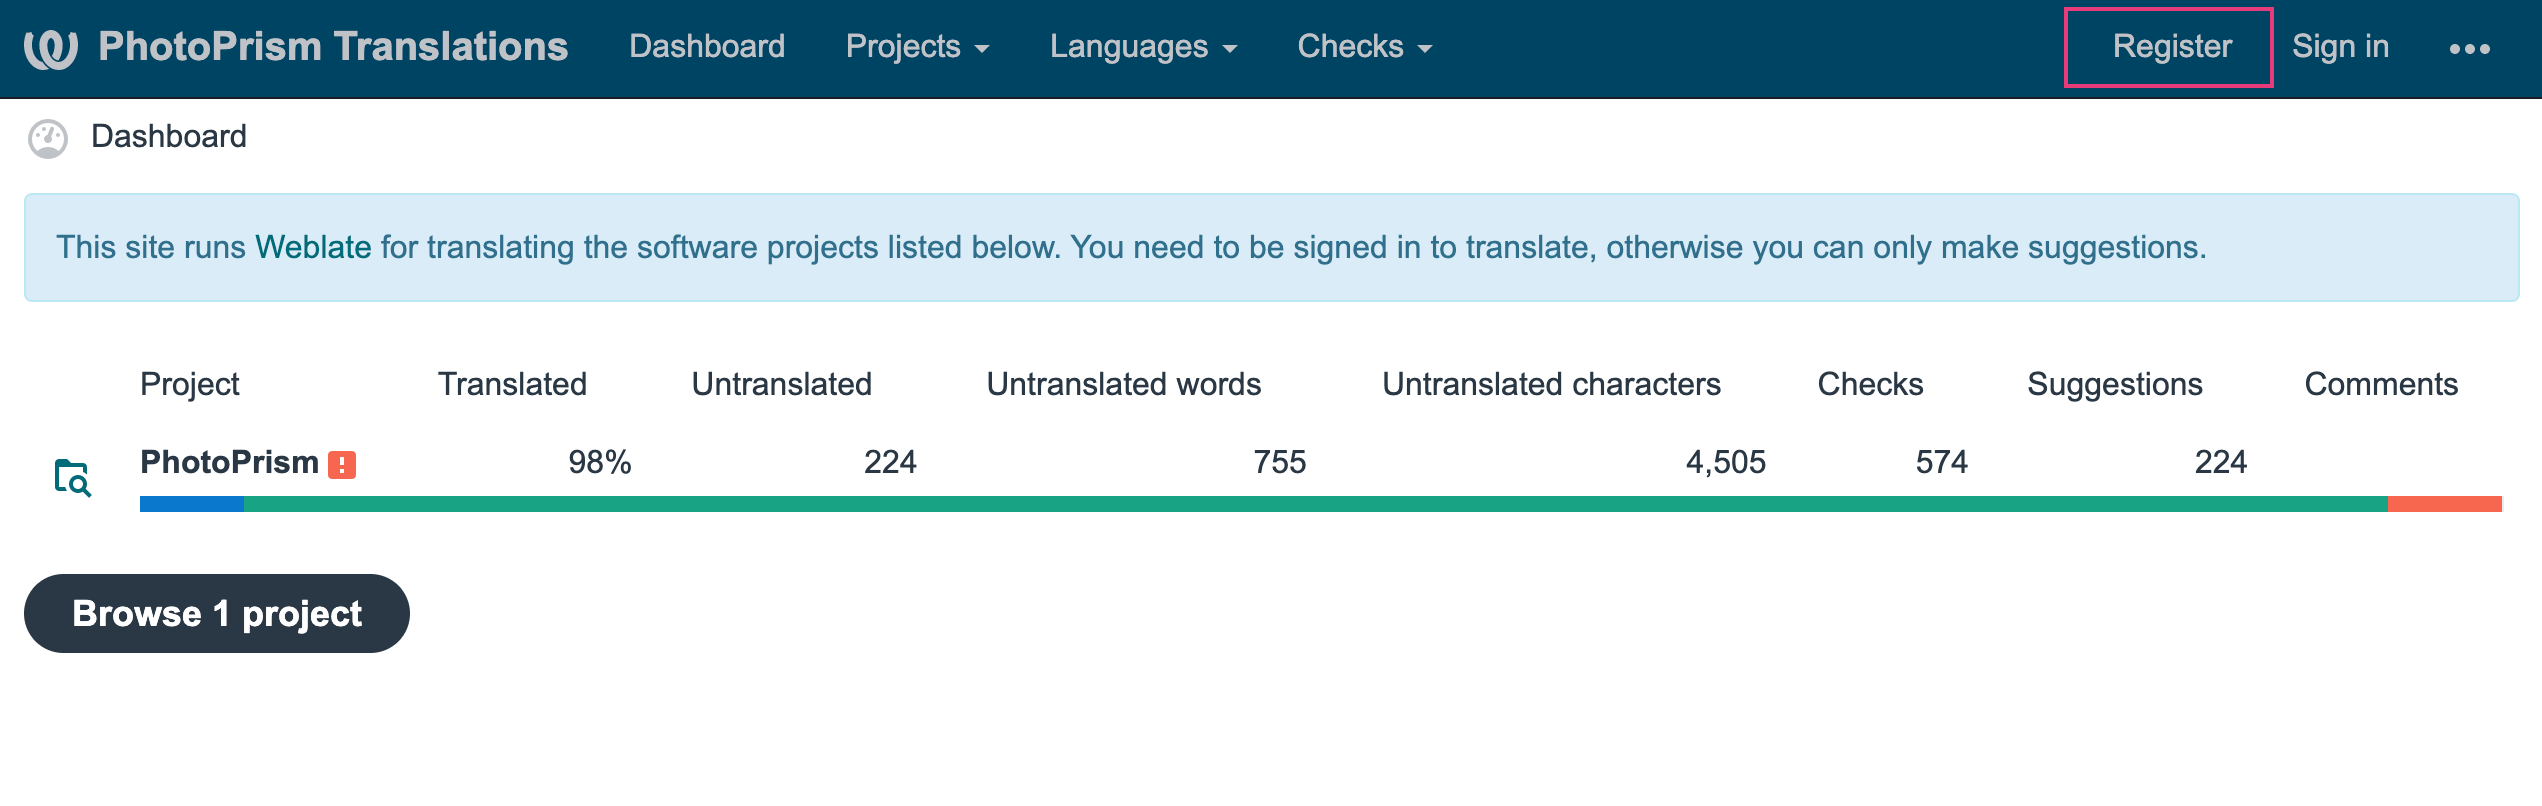 PhotoPrism Translations Dashboard Projects Languages Checks Register Sign in
Dashboard
This site runs Weblate for translating the software projects listed below. You need to be signed in to translate, otherwise you can only make suggestions.
Project Translated Untranslated Untranslated words Untranslated characters Checks Suggestions Comments
PhotoPrism 98% 224 755 4,505 574 224
Browse 1 project